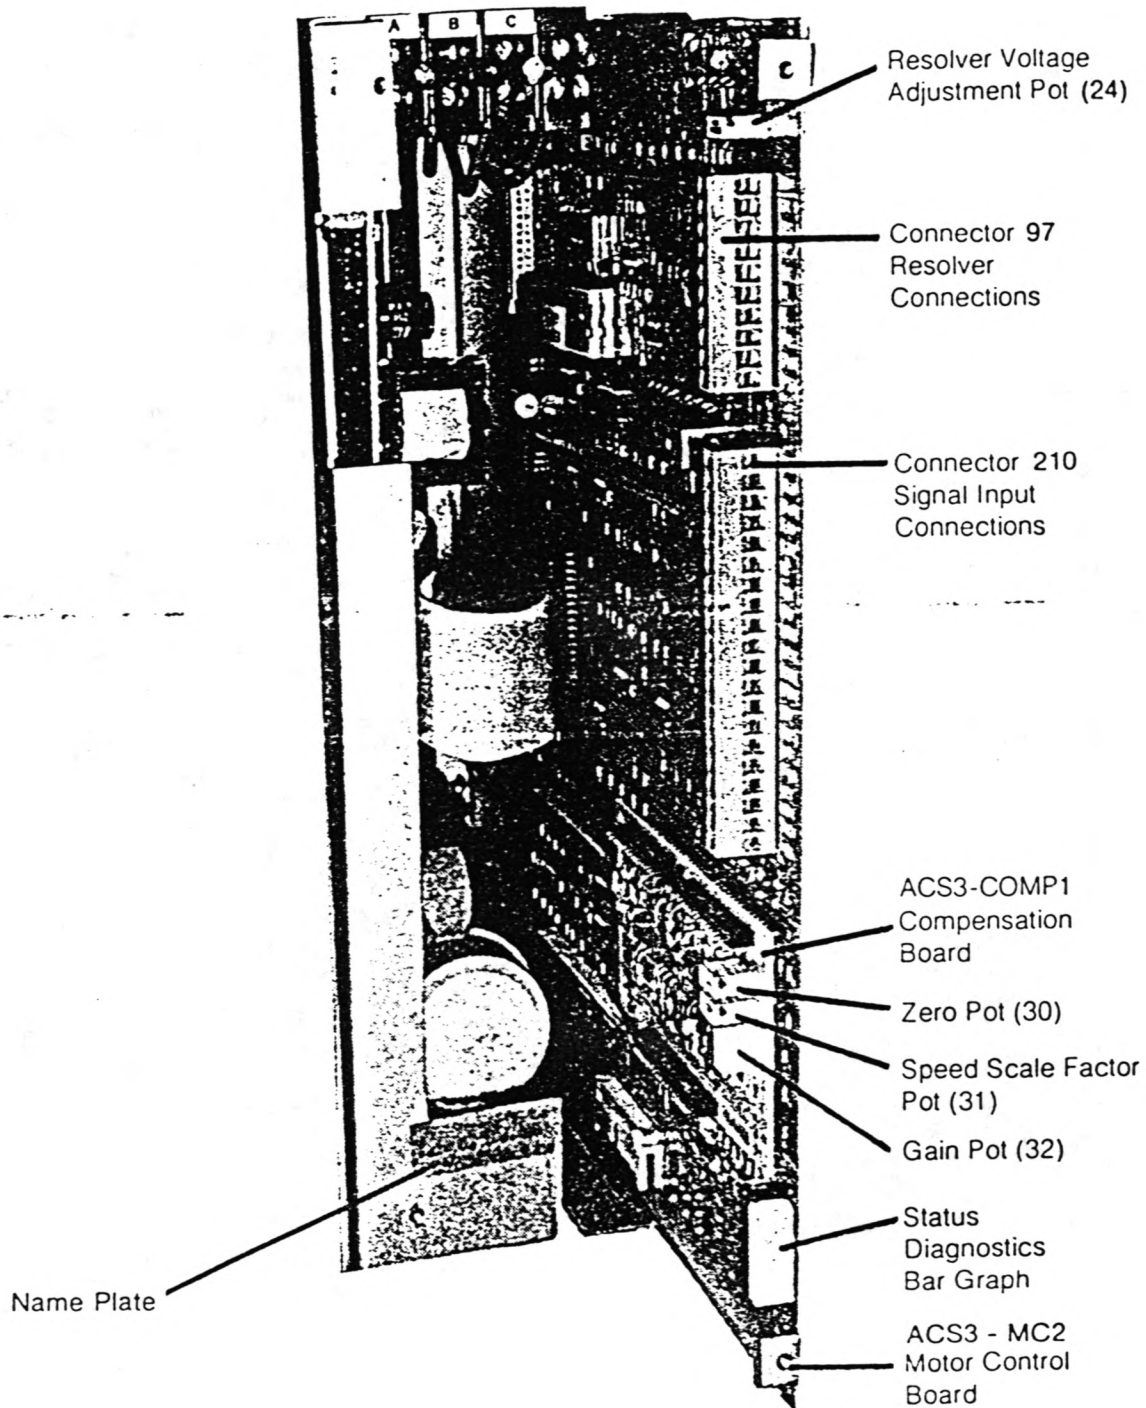 A B C
Resolver Voltage
Adjustment Pot (24)
Connector 97
Resolver
Connections
Connector 210
Signal Input
Connections
ACS3-COMP1
Compensation
Board
Zero Pot (30)
Speed Scale Factor
Pot (31)
Gain Pot (32)
Status
Diagnostics
Bar Graph
Name Plate
ACS3 - MC2
Motor Control
Board